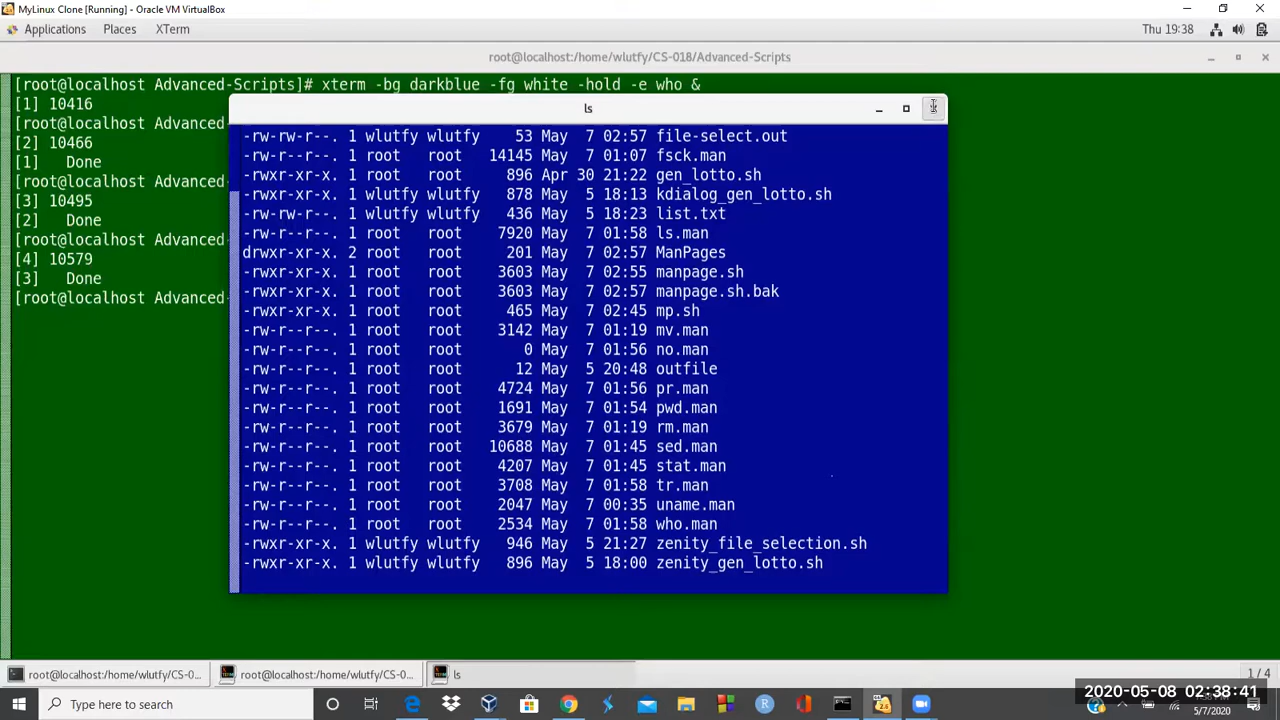 MyLinux Clone [Running] - Oracle VM VirtualBox
Applications Places XTerm Thu 19:38
root@localhost:/home/wlutfy/CS-018/Advanced-Scripts
[root@localhost Advanced-Scripts]# xterm -bg darkblue -fg white -hold -e who &
[1] 10416
[root@localhost Advanced-
[2] 10466
[1]   Done
[root@localhost Advanced-
[3] 10495
[2]   Done
[root@localhost Advanced-
[4] 10579
[3]   Done
[root@localhost Advanced-
ls
-rw-rw-r--. 1 wlutfy wlutfy    53 May  7 02:57 file-select.out
-rw-r--r--. 1 root   root   14145 May  7 01:07 fsck.man
-rwxr-xr-x. 1 root   root     896 Apr 30 21:22 gen_lotto.sh
-rwxr-xr-x. 1 wlutfy wlutfy   878 May  5 18:13 kdialog_gen_lotto.sh
-rw-r--r--. 1 wlutfy wlutfy   436 May  5 18:23 list.txt
-rw-r--r--. 1 root   root    7920 May  7 01:58 ls.man
drwxr-xr-x. 2 root   root     201 May  7 02:57 ManPages
-rwxr-xr-x. 1 root   root    3603 May  7 02:55 manpage.sh
-rwxr-xr-x. 1 root   root    3603 May  7 02:57 manpage.sh.bak
-rwxr-xr-x. 1 root   root     465 May  7 02:45 mp.sh
-rw-r--r--. 1 root   root    3142 May  7 01:19 mv.man
-rw-r--r--. 1 root   root       0 May  7 01:56 no.man
-rw-r--r--. 1 root   root      12 May  5 20:48 outfile
-rw-r--r--. 1 root   root    4724 May  7 01:56 pr.man
-rw-r--r--. 1 root   root    1691 May  7 01:54 pwd.man
-rw-r--r--. 1 root   root    3679 May  7 01:19 rm.man
-rw-r--r--. 1 root   root   10688 May  7 01:45 sed.man
-rw-r--r--. 1 root   root    4207 May  7 01:45 stat.man
-rw-r--r--. 1 root   root    3708 May  7 01:58 tr.man
-rw-r--r--. 1 root   root    2047 May  7 00:35 uname.man
-rw-r--r--. 1 root   root    2534 May  7 01:58 who.man
-rwxr-xr-x. 1 wlutfy wlutfy   946 May  5 21:27 zenity_file_selection.sh
-rwxr-xr-x. 1 wlutfy wlutfy   896 May  5 18:00 zenity_gen_lotto.sh
root@localhost:/home/wlutfy/CS-0... root@localhost:/home/wlutfy/CS-0... ls 1 / 4
Type here to search
2020-05-08 02:38:41
5/7/2020